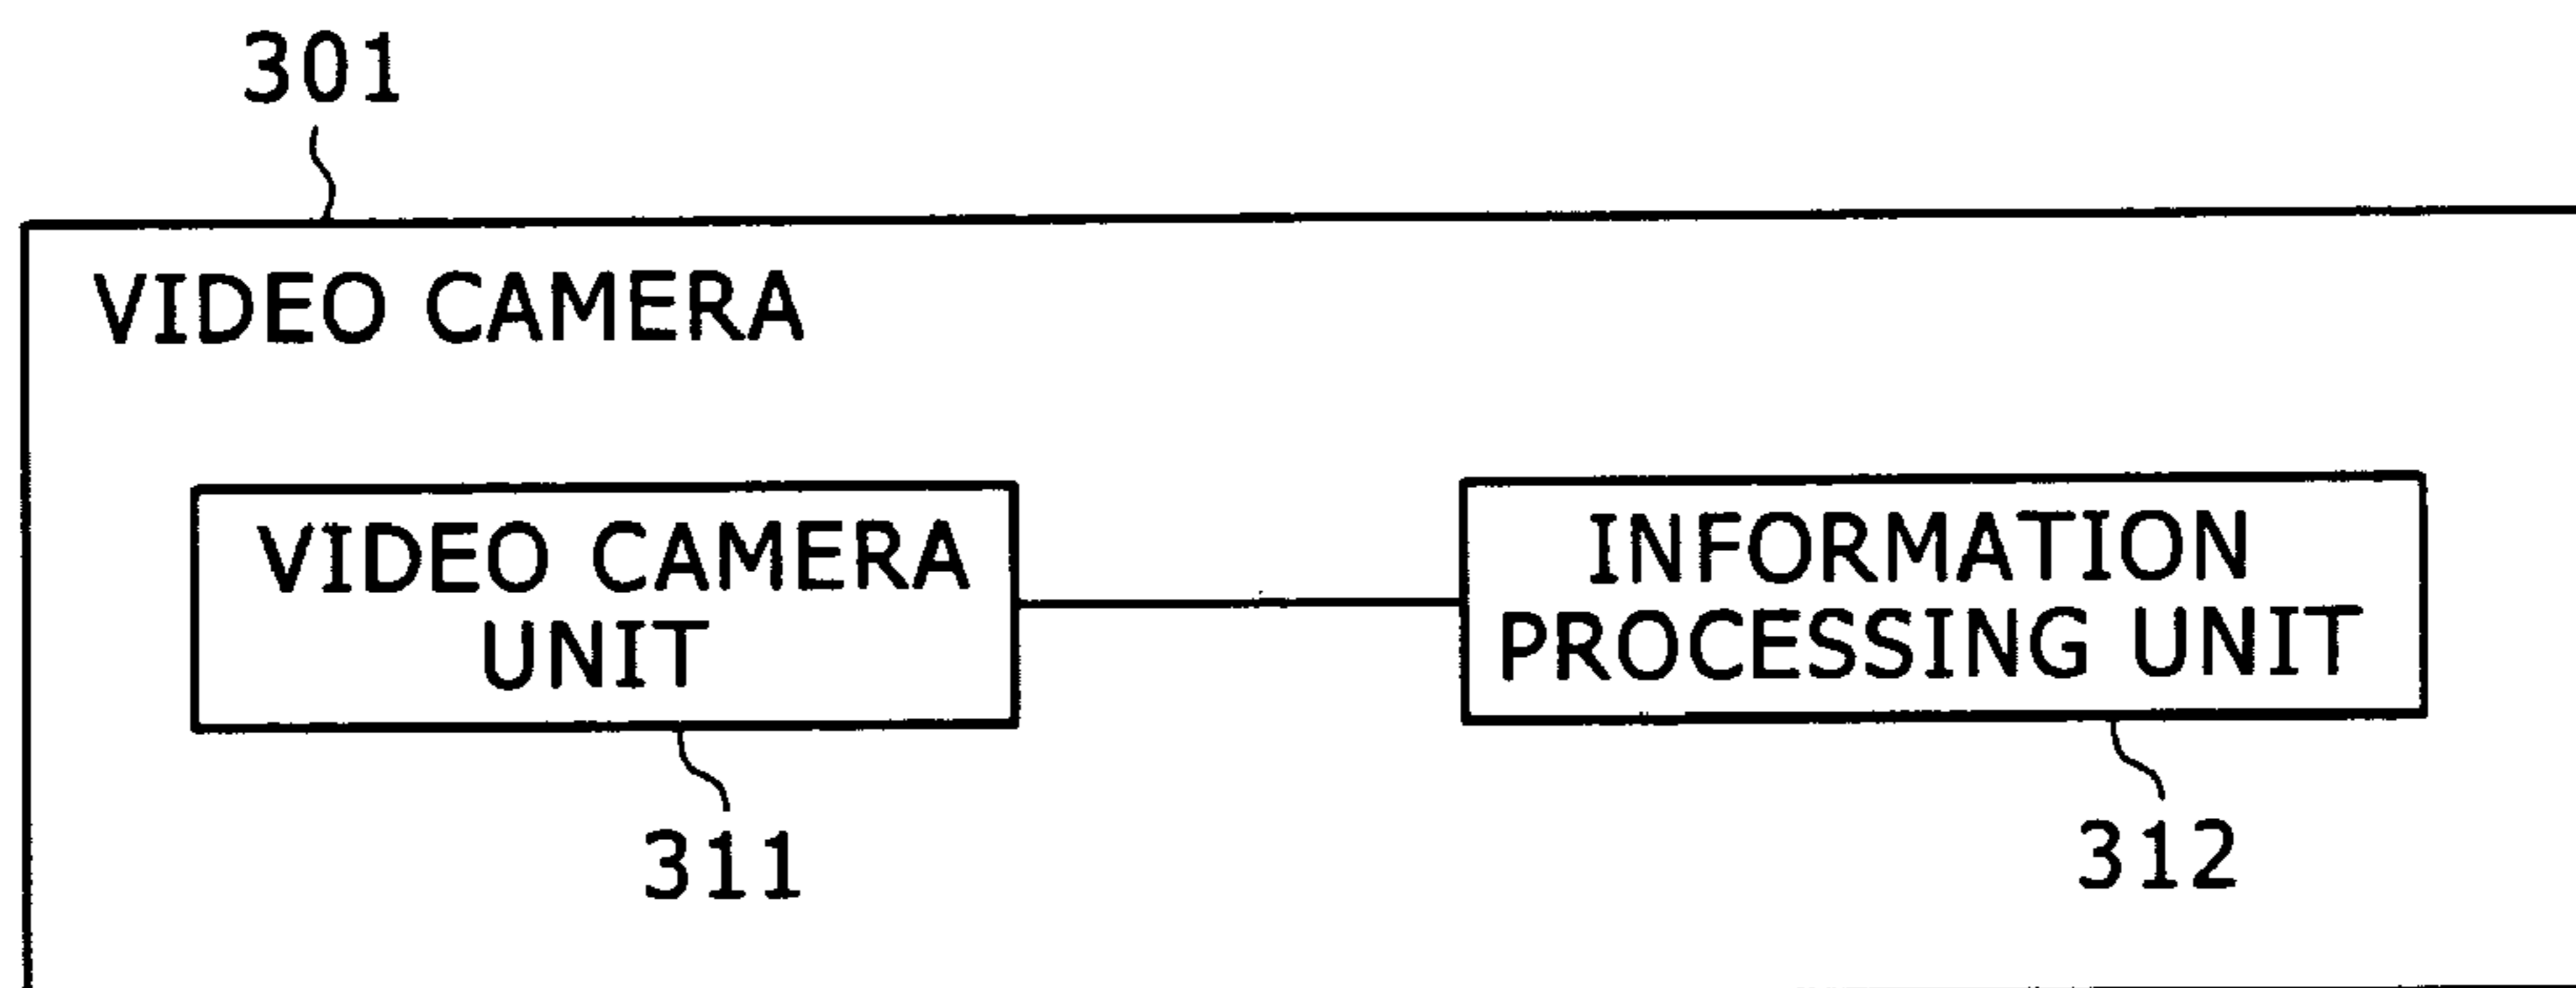 301
VIDEO CAMERA
VIDEO CAMERA
UNIT
INFORMATION
PROCESSING UNIT
311
312